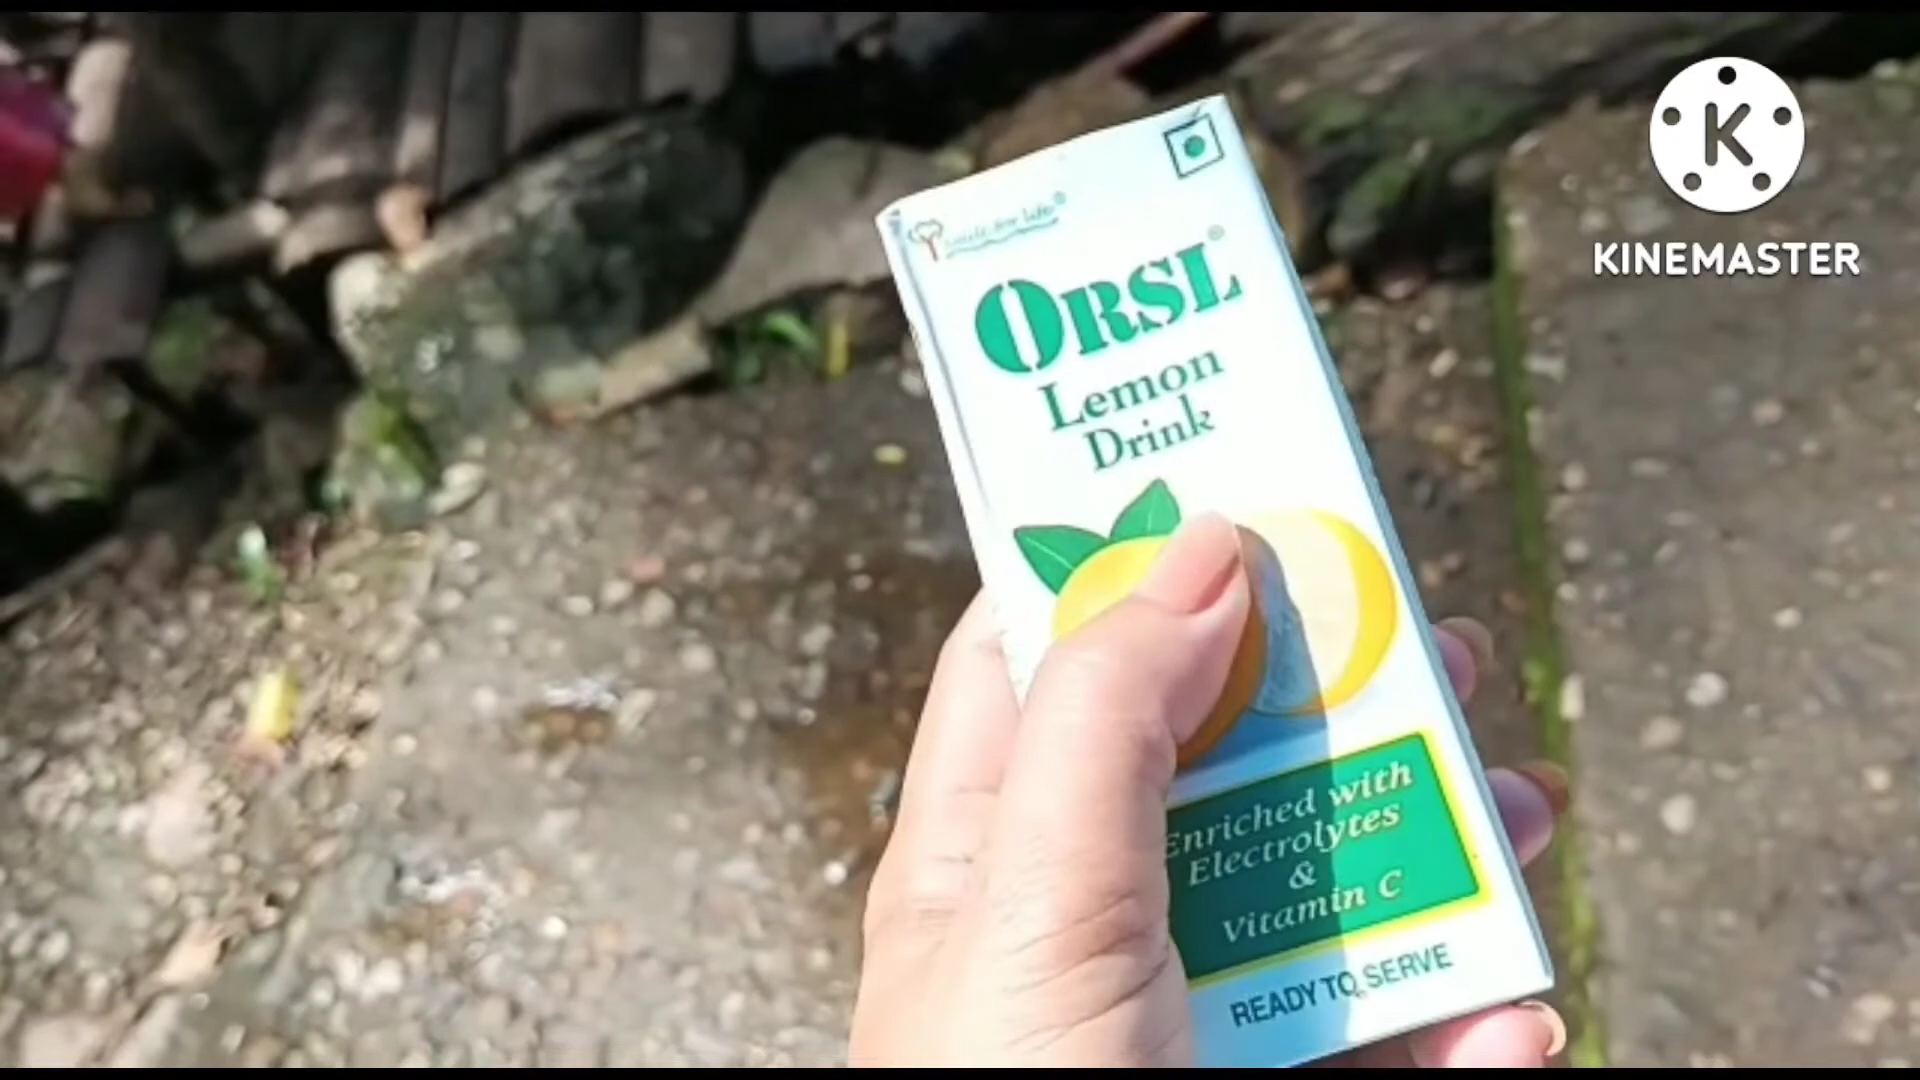 ORSL®
Lemon
Drink
Enriched with
Electrolytes
&
Vitamin C
READY TO SERVE
K
KINEMASTER